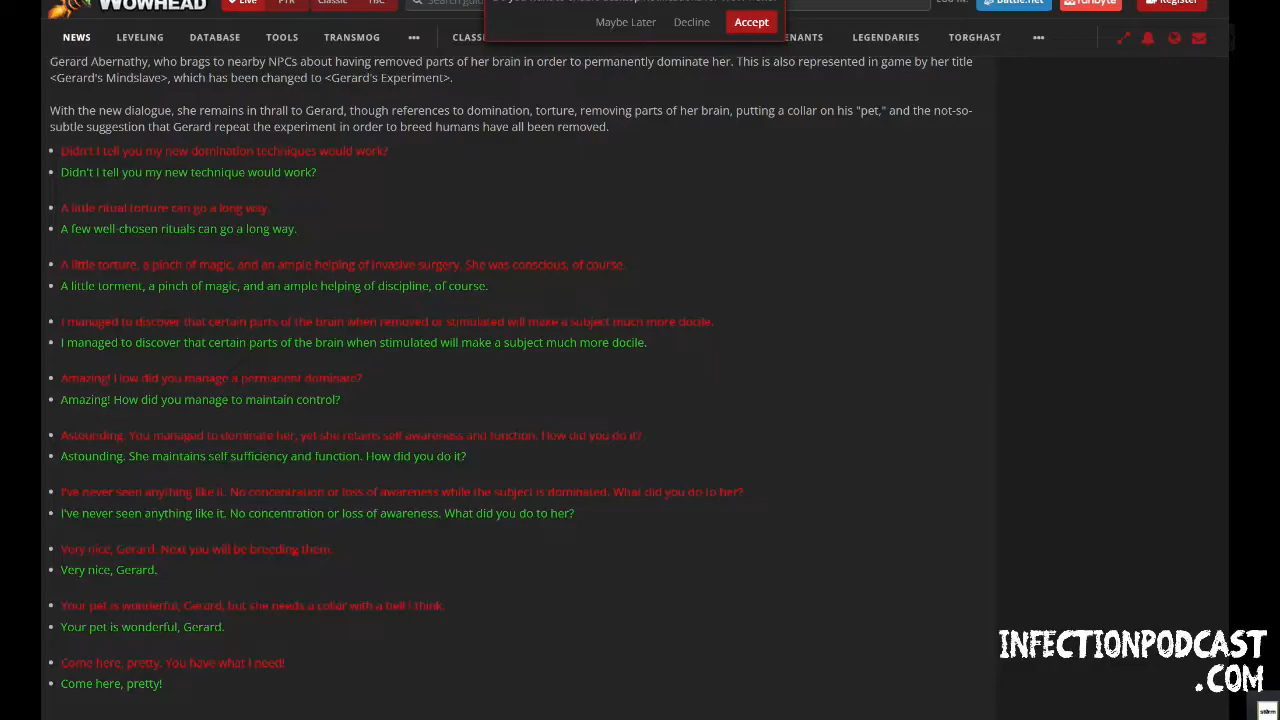 WOWHEAD
Live PTR Classic TBC
Search
LOG IN
Battle.net
Register
Maybe Later Decline Accept
NEWS LEVELING DATABASE TOOLS TRANSMOG ••• LEGENDARIES TORGHAST •••
Gerard Abernathy, who brags to nearby NPCs about having removed parts of her brain in order to permanently dominate her. This is also represented in game by her title
<Gerard's Mindslave>, which has been changed to <Gerard's Experiment>.
With the new dialogue, she remains in thrall to Gerard, though references to domination, torture, removing parts of her brain, putting a collar on his "pet," and the not-so-
subtle suggestion that Gerard repeat the experiment in order to breed humans have all been removed.
Didn't I tell you my new domination techniques would work?
Didn't I tell you my new technique would work?
A little ritual torture can go a long way.
A few well-chosen rituals can go a long way.
A little torture, a pinch of magic, and an ample helping of invasive surgery. She was conscious, of course.
A little torment, a pinch of magic, and an ample helping of discipline, of course.
I managed to discover that certain parts of the brain when removed or stimulated will make a subject much more docile.
I managed to discover that certain parts of the brain when stimulated will make a subject much more docile.
Amazing! How did you manage a permanent dominate?
Amazing! How did you manage to maintain control?
Astounding. You managed to dominate her, yet she retains self awareness and function. How did you do it?
Astounding. She maintains self sufficiency and function. How did you do it?
I've never seen anything like it. No concentration or loss of awareness while the subject is dominated. What did you do to her?
I've never seen anything like it. No concentration or loss of awareness. What did you do to her?
Very nice, Gerard. Next you will be breeding them.
Very nice, Gerard.
Your pet is wonderful, Gerard, but she needs a collar with a bell I think.
Your pet is wonderful, Gerard.
Come here, pretty. You have what I need!
Come here, pretty!
INFECTIONPODCAST
.COM